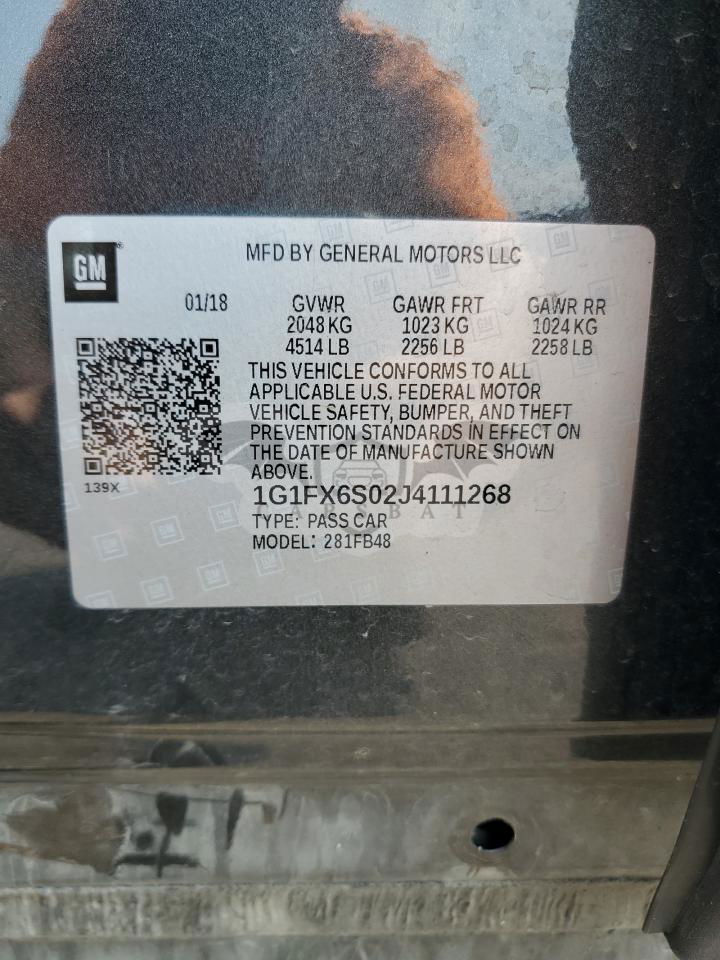 GM
MFD BY GENERAL MOTORS LLC
01/18 GVWR GAWR FRT GAWR RR
2048 KG 1023 KG 1024 KG
4514 LB 2256 LB 2258 LB
THIS VEHICLE CONFORMS TO ALL
APPLICABLE U.S. FEDERAL MOTOR
VEHICLE SAFETY, BUMPER, AND THEFT
PREVENTION STANDARDS IN EFFECT ON
THE DATE OF MANUFACTURE SHOWN
ABOVE.
139X
1G1FX6S02J4111268
CARSBAT
TYPE: PASS CAR
MODEL: 281FB48